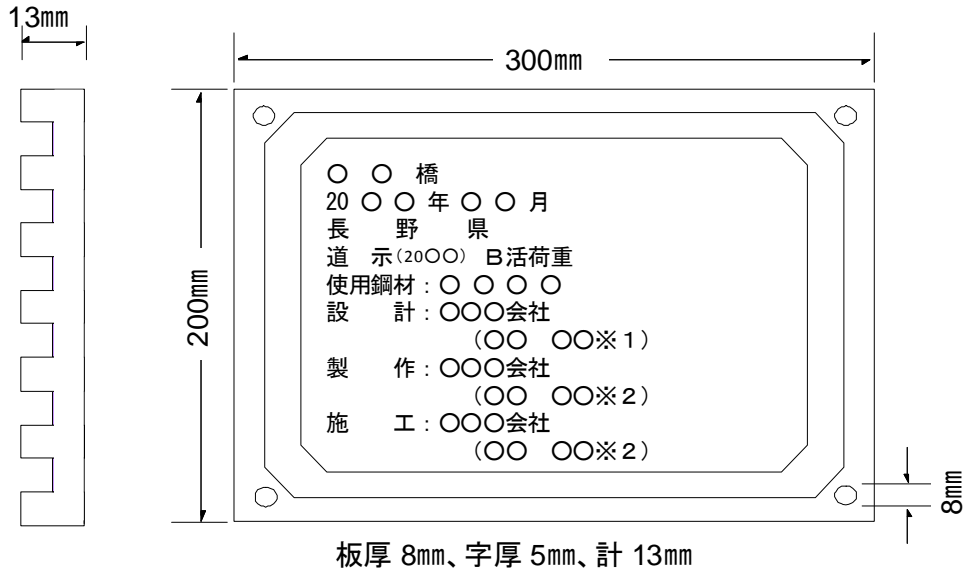 13㎜
300㎜
○ ○ 橋
20 ○ ○ 年 ○ ○ 月
長 野 県
道 示(20○○) B活荷重
使用鋼材:○ ○ ○ ○
設 計:○○○会社
(○○ ○○※1)
製 作:○○○会社
(○○ ○○※2)
施 工:○○○会社
(○○ ○○※2)
200㎜
8㎜
板厚 8㎜、字厚 5㎜、計 13㎜